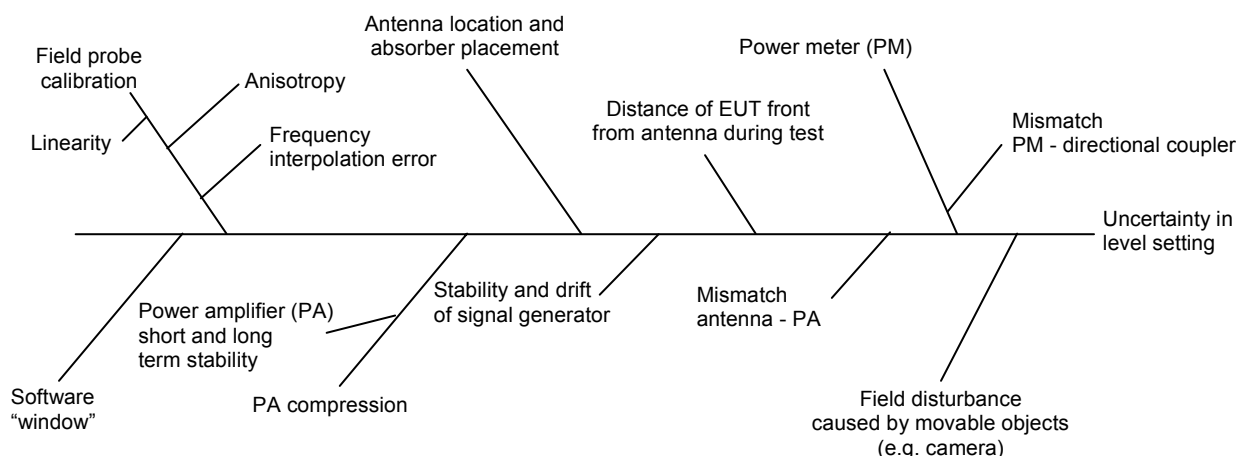 Antenna location and
absorber placement
Power meter (PM)
Field probe
calibration
Anisotropy
Distance of EUT front
from antenna during test
Linearity
Frequency
interpolation error
Mismatch
PM - directional coupler
Uncertainty in
level setting
Stability and drift
of signal generator
Mismatch
antenna - PA
Power amplifier (PA)
short and long
term stability
Software
“window”
PA compression
Field disturbance
caused by movable objects
(e.g. camera)